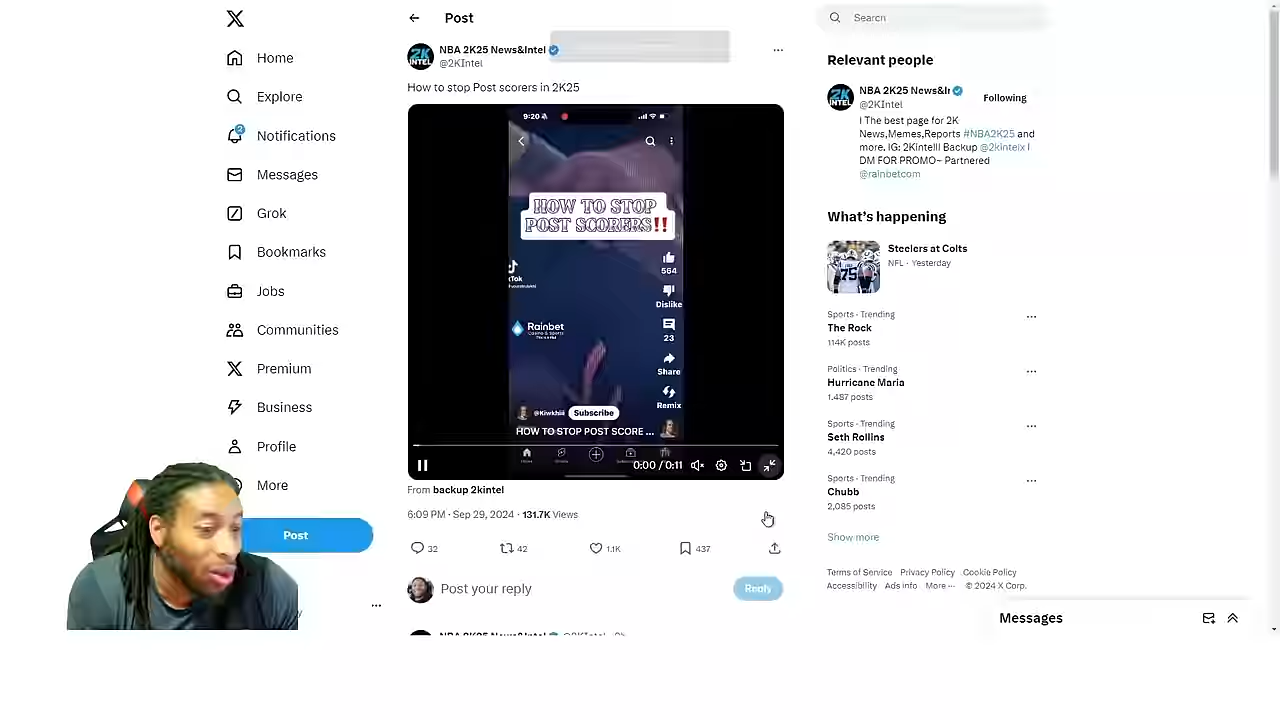 Home
Explore
2
Notifications
Messages
Grok
Bookmarks
Jobs
Communities
Premium
Business
Profile
More
Post
Post
2K
INTEL
NBA 2K25 News&Intel
@2KIntel
How to stop Post scorers in 2K25
9:20
HOW TO STOP
POST SCORERS!!
564
Dislike
23
Share
Remix
Rainbet
@Kiwkhiii Subscribe
HOW TO STOP POST SCORE ...
0:00 / 0:11
From backup 2kintel
6:09 PM · Sep 29, 2024 · 131.7K Views
32 42 1.1K 437
Post your reply
Reply
Search
Relevant people
2K
INTEL
NBA 2K25 News&Ir
@2KIntel
Following
! The best page for 2K
News,Memes,Reports #NBA2K25 and
more. IG: 2KIntelll Backup @2kintelx |
DM FOR PROMO~ Partnered
@rainbetcom
What's happening
Steelers at Colts
NFL · Yesterday
Sports · Trending
The Rock
114K posts
Politics · Trending
Hurricane Maria
1,487 posts
Sports · Trending
Seth Rollins
4,420 posts
Sports · Trending
Chubb
2,085 posts
Show more
Terms of Service Privacy Policy Cookie Policy
Accessibility Ads info More ··· © 2024 X Corp.
Messages